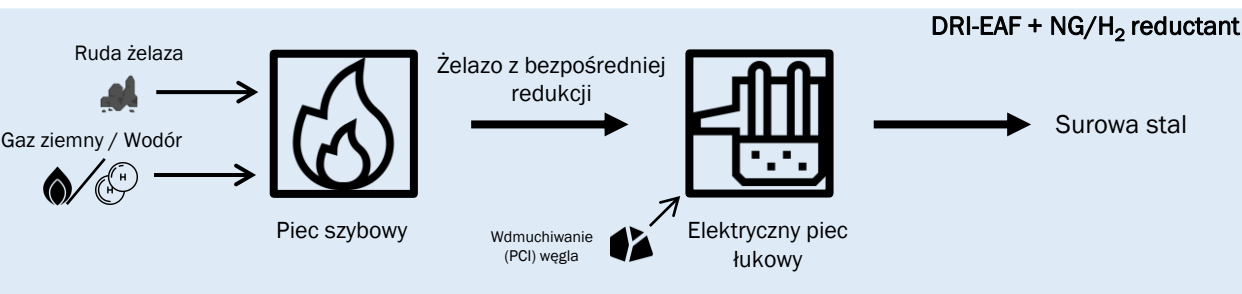 DRI-EAF + NG/H₂ reductant
Ruda żelaza
Gaz ziemny / Wodór
H
H
Piec szybowy
Żelazo z bezpośredniej
redukcji
Wdmuchiwanie
(PCI) węgla
Elektryczny piec
łukowy
Surowa stal